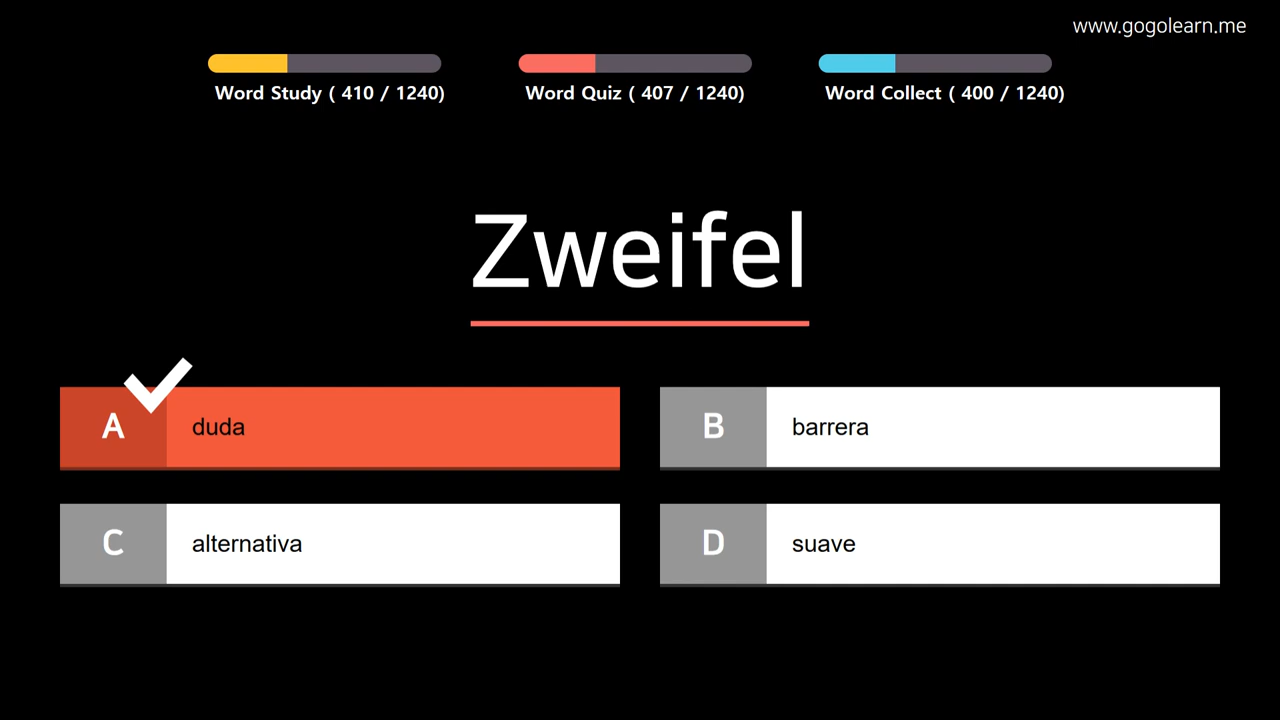 www.gogolearn.me
Word Study ( 410 / 1240)
Word Quiz ( 407 / 1240)
Word Collect ( 400 / 1240)
Zweifel
A
duda
B
barrera
C
alternativa
D
suave